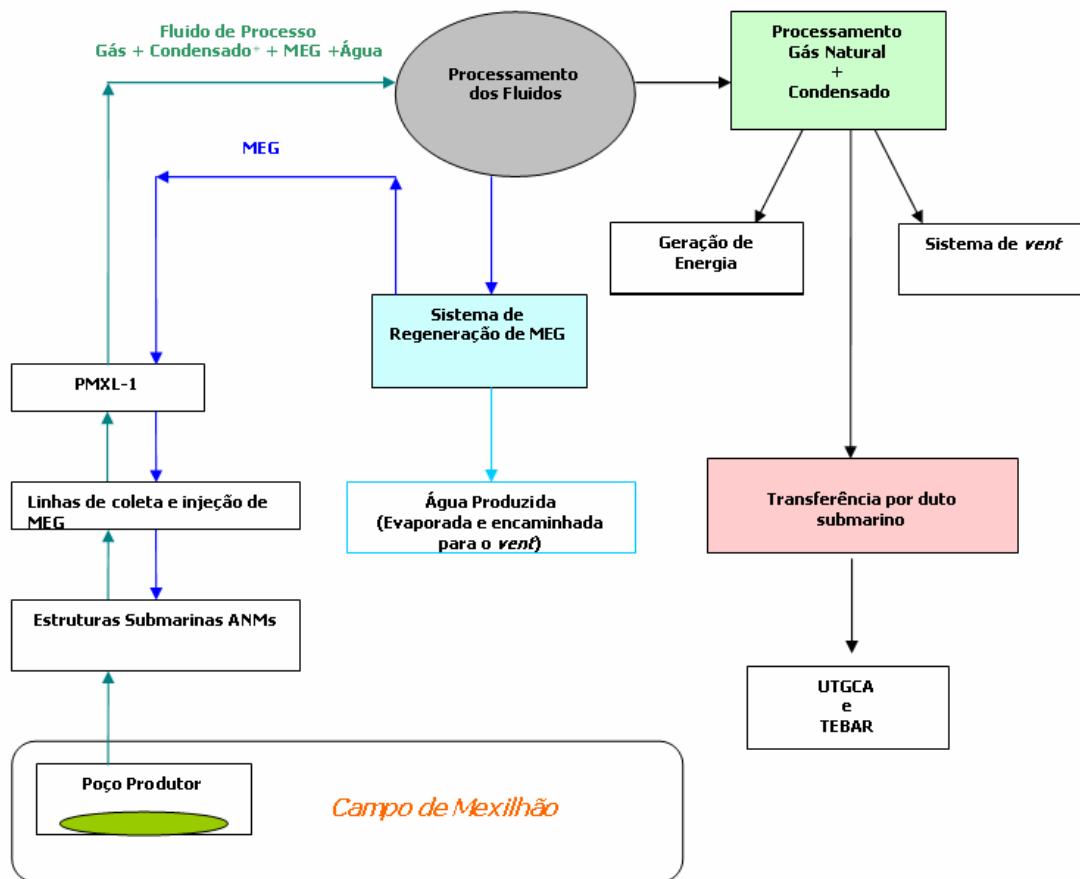 Fluido de Processo
Gás + Condensado+ + MEG +Água
Processamento
dos Fluidos
Processamento
Gás Natural
+
Condensado
MEG
Geração de
Energia
Sistema de vent
Sistema de
Regeneração de MEG
PMXL-1
Linhas de coleta e injeção de
MEG
Água Produzida
(Evaporada e encaminhada
para o vent)
Transferência por duto
submarino
Estruturas Submarinas ANMs
UTGCA
e
TEBAR
Poço Produtor
Campo de Mexilhão